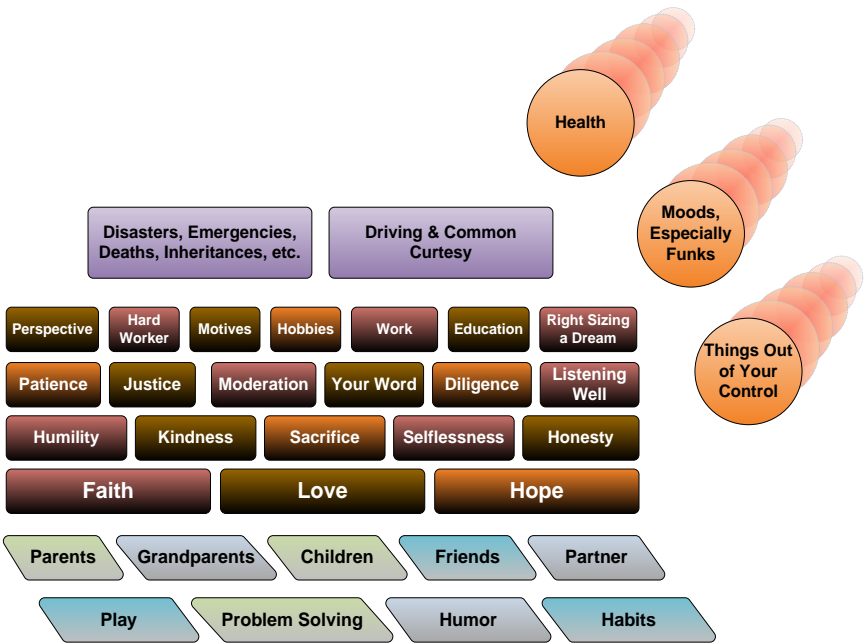 Health
Moods,
Especially
Funks
Things Out
of Your
Control
Disasters, Emergencies,
Deaths, Inheritances, etc.
Driving & Common
Curtesy
Perspective
Hard
Worker
Motives
Hobbies
Work
Education
Right Sizing
a Dream
Patience
Justice
Moderation
Your Word
Diligence
Listening
Well
Humility
Kindness
Sacrifice
Selflessness
Honesty
Faith
Love
Hope
Parents
Grandparents
Children
Friends
Partner
Play
Problem Solving
Humor
Habits